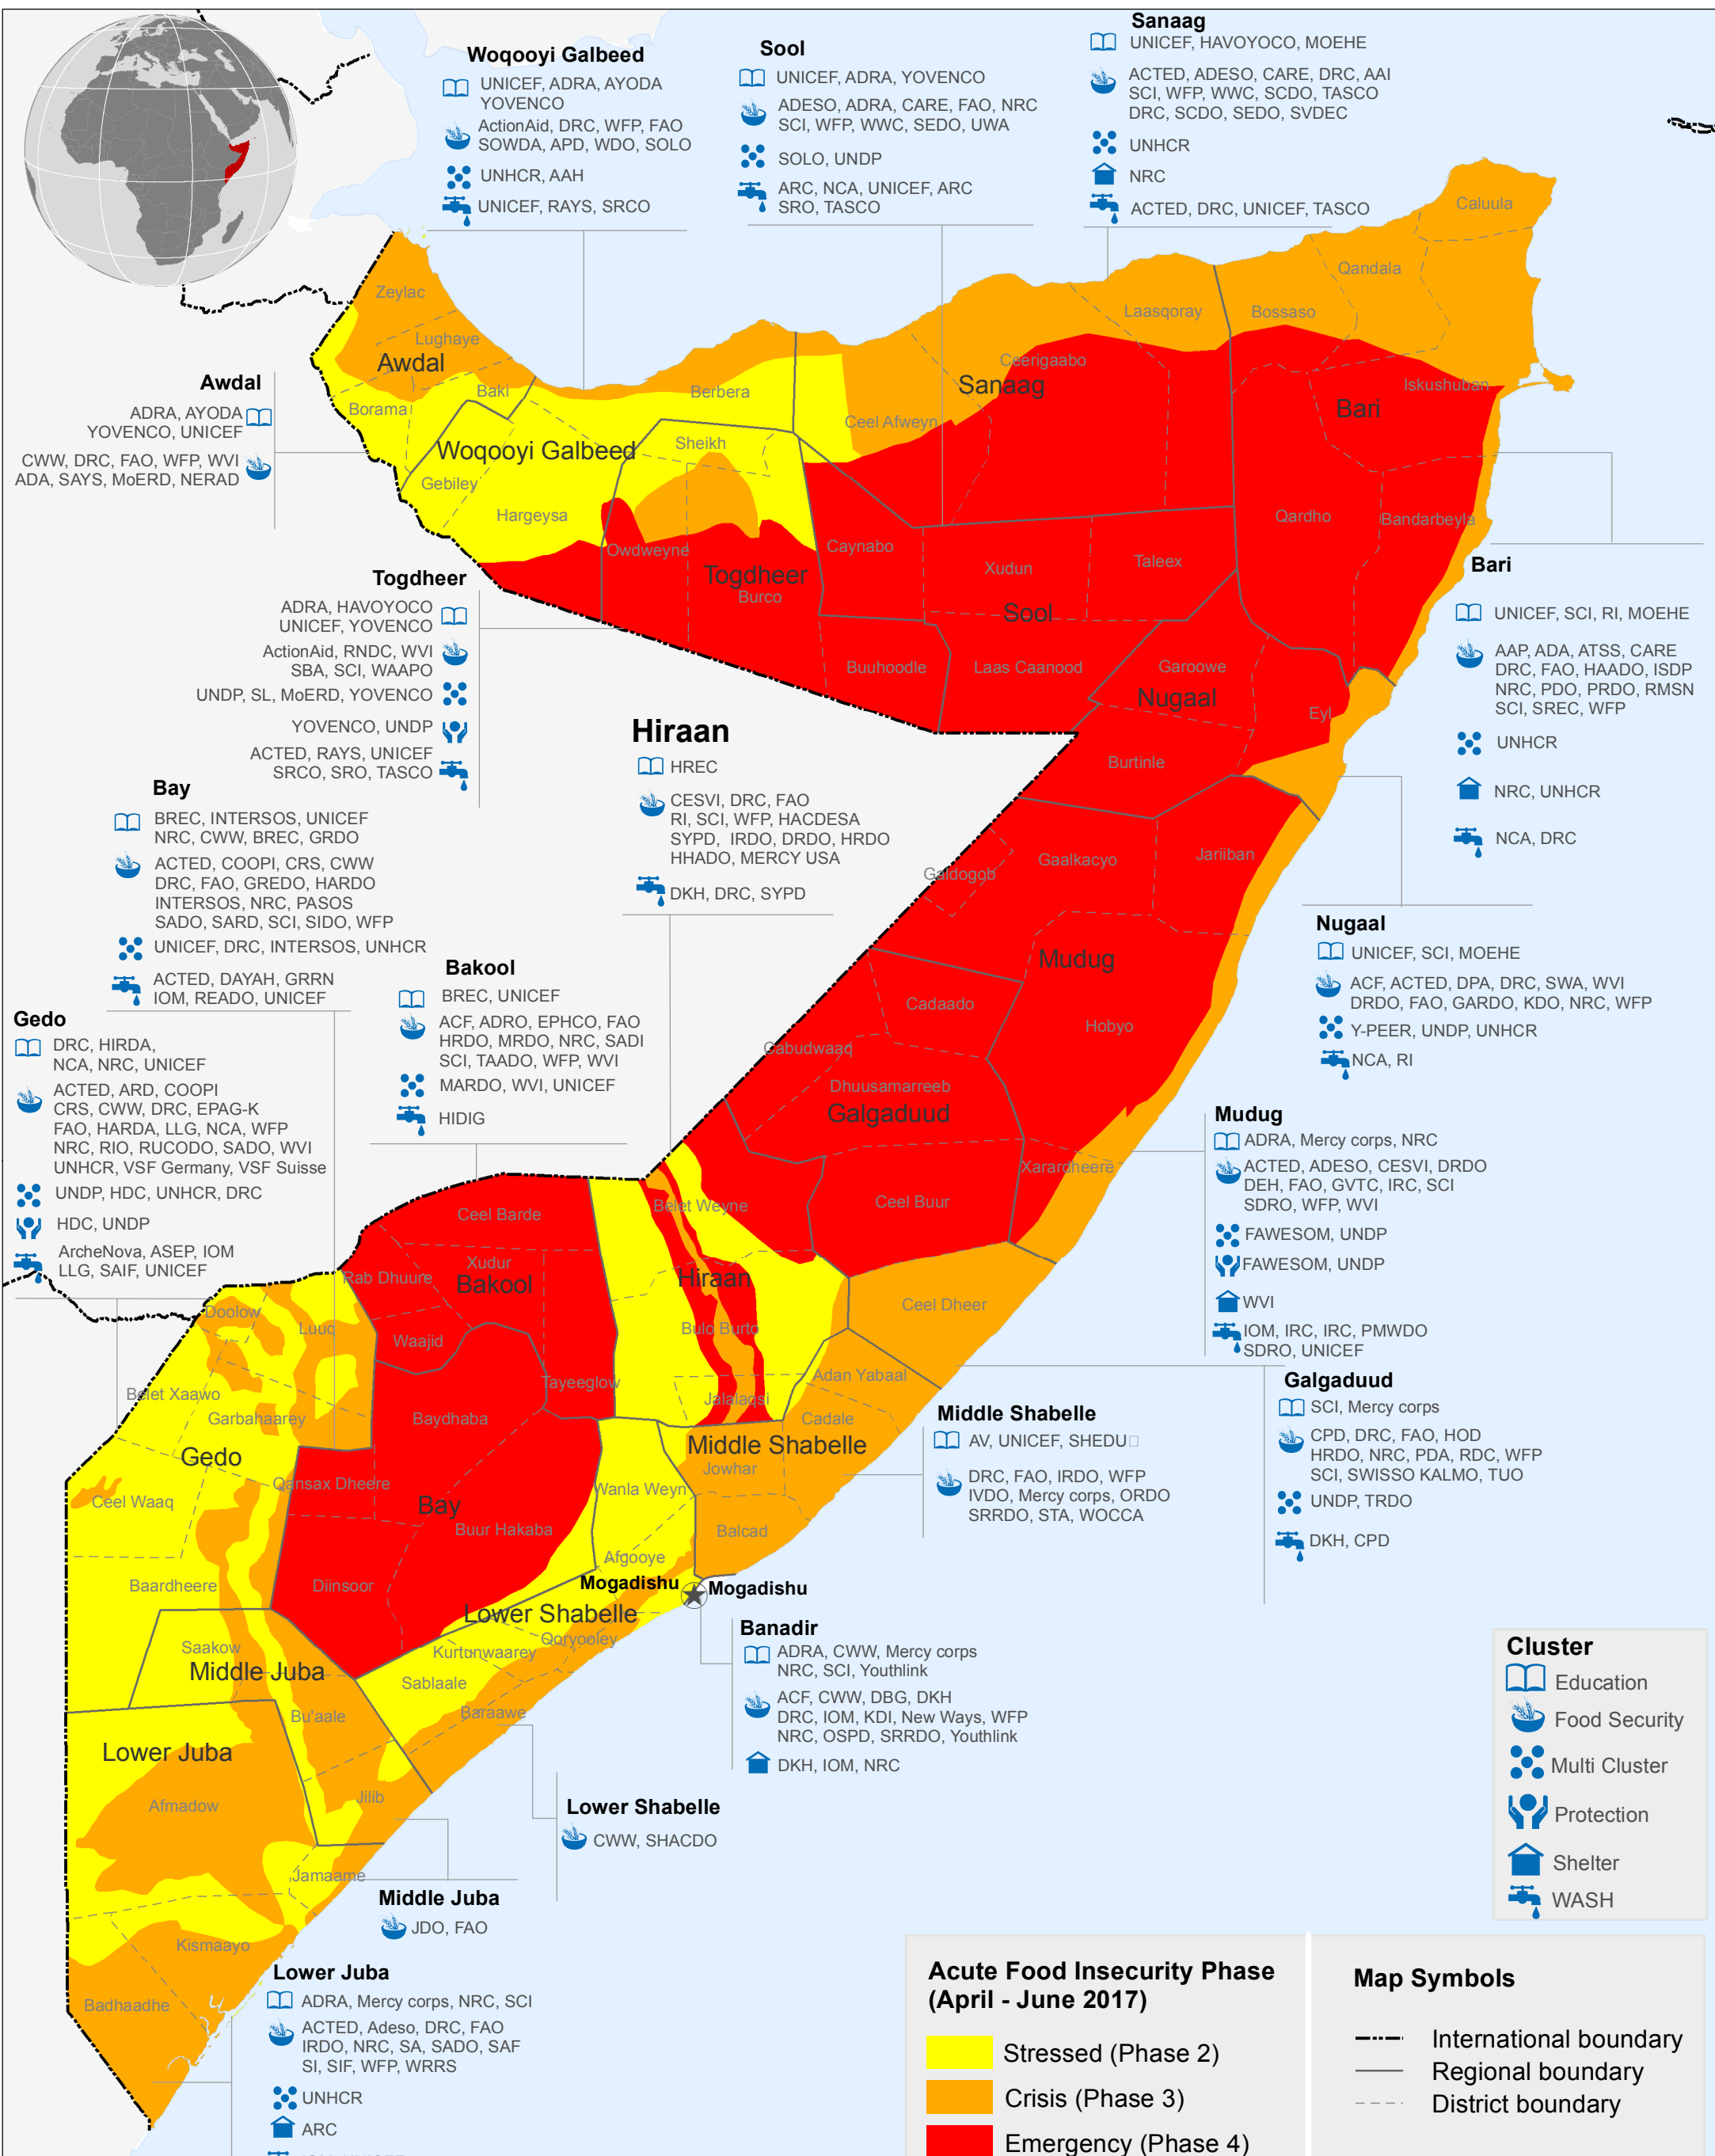 Woqooyi Galbeed
UNICEF, ADRA, AYODA
YOVENCO
ActionAid, DRC, WFP, FAO
SOWDA, APD, WDO, SOLO
UNHCR, AAH
UNICEF, RAYS, SRCO
Sool
UNICEF, ADRA, YOVENCO
ADESO, ADRA, CARE, FAO, NRC
SCI, WFP, WWC, SEDO, UWA
SOLO, UNDP
ARC, NCA, UNICEF, ARC
SRO, TASCO
Sanaag
UNICEF, HAVOYOCO, MOEHE
ACTED, ADESO, CARE, DRC, AAI
SCI, WFP, WWC, SCDO, TASCO
DRC, SCDO, SEDO, SVDEC
UNHCR
NRC
ACTED, DRC, UNICEF, TASCO
Awdal
ADRA, AYODA
YOVENCO, UNICEF
CWW, DRC, FAO, WFP, WVI
ADA, SAYS, MoERD, NERAD
Togdheer
ADRA, HAVOYOCO
UNICEF, YOVENCO
ActionAid, RNDC, WVI
SBA, SCI, WAAPO
UNDP, SL, MoERD, YOVENCO
YOVENCO, UNDP
ACTED, RAYS, UNICEF
SRCO, SRO, TASCO
Hiraan
HREC
CESVI, DRC, FAO
RI, SCI, WFP, HACDESA
SYPD, IRDO, DRDO, HRDO
HHADO, MERCY USA
DKH, DRC, SYPD
Bay
BREC, INTERSOS, UNICEF
NRC, CWW, BREC, GRDO
ACTED, COOPI, CRS, CWW
DRC, FAO, GREDO, HARDO
INTERSOS, NRC, PASOS
SADO, SARD, SCI, SIDO, WFP
UNICEF, DRC, INTERSOS, UNHCR
ACTED, DAYAH, GRRN
IOM, READO, UNICEF
Bakool
BREC, UNICEF
ACF, ADRO, EPHCO, FAO
HRDO, MRDO, NRC, SADI
SCI, TAADO, WFP, WVI
MARDO, WVI, UNICEF
HIDIG
Gedo
DRC, HIRDA,
NCA, NRC, UNICEF
ACTED, ARD, COOPI
CRS, CWW, DRC, EPAG-K
FAO, HARDA, LLG, NCA, WFP
NRC, RIO, RUCODO, SADO, WVI
UNHCR, VSF Germany, VSF Suisse
UNDP, HDC, UNHCR, DRC
HDC, UNDP
ArcheNova, ASEP, IOM
LLG, SAIF, UNICEF
Bari
UNICEF, SCI, RI, MOEHE
AAP, ADA, ATSS, CARE
DRC, FAO, HAADO, ISDP
NRC, PDO, PRDO, RMSN
SCI, SREC, WFP
UNHCR
NRC, UNHCR
NCA, DRC
Nugaal
UNICEF, SCI, MOEHE
ACF, ACTED, DPA, DRC, SWA, WVI
DRDO, FAO, GARDO, KDO, NRC, WFP
Y-PEER, UNDP, UNHCR
NCA, RI
Mudug
ADRA, Mercy corps, NRC
ACTED, ADESO, CESVI, DRDO
DEH, FAO, GVTC, IRC, SCI
SDRO, WFP, WVI
FAWESOM, UNDP
FAWESOM, UNDP
WVI
IOM, IRC, IRC, PMWDO
SDRO, UNICEF
Galgaduud
SCI, Mercy corps
CPD, DRC, FAO, HOD
HRDO, NRC, PDA, RDC, WFP
SCI, SWISSO KALMO, TUO
UNDP, TRDO
DKH, CPD
Middle Shabelle
AV, UNICEF, SHEDU
DRC, FAO, IRDO, WFP
IVDO, Mercy corps, ORDO
SRRDO, STA, WOCCA
Banadir
ADRA, CWW, Mercy corps
NRC, SCI, Youthlink
ACF, CWW, DBG, DKH
DRC, IOM, KDI, New Ways, WFP
NRC, OSPD, SRRDO, Youthlink
DKH, IOM, NRC
Lower Shabelle
CWW, SHACDO
Middle Juba
JDO, FAO
Lower Juba
ADRA, Mercy corps, NRC, SCI
ACTED, Adeso, DRC, FAO
IRDO, NRC, SA, SADO, SAF
SI, SIF, WFP, WRRS
UNHCR
ARC
Zeylac
Lughaye
Awdal
Baki
Borama
Woqooyi Galbeed
Gebiley
Hargeysa
Berbera
Sheikh
Owdweyne
Togdheer
Burco
Buuhoodle
Ceel Afweyn
Ceerigaabo
Sanaag
Laasqoray
Caynabo
Xudun
Taleex
Sool
Laas Caanood
Caluula
Qandala
Bossaso
Iskushuban
Bari
Qardho
Bandarbeyla
Garoowe
Nugaal
Eyl
Burtinle
Galdogob
Gaalkacyo
Jariiban
Mudug
Hobyo
Xarardheere
Cadaado
Cabudwaaq
Dhuusamarreeb
Galgaduud
Ceel Buur
Ceel Dheer
Belet Weyne
Hiraan
Bulo Burto
Jalalaqsi
Ceel Barde
Xudur
Bakool
Rab Dhuure
Waajid
Tayeeglow
Adan Yabaal
Cadale
Middle Shabelle
Jowhar
Balcad
Doolow
Luuq
Belet Xaawo
Garbahaarey
Gedo
Ceel Waaq
Baardheere
Baydhaba
Qansax Dheere
Bay
Buur Hakaba
Diinsoor
Wanla Weyn
Afgooye
Mogadishu
Mogadishu
Lower Shabelle
Qoryooley
Kurtunwaarey
Sablaale
Baraawe
Saakow
Middle Juba
Bu'aale
Jilib
Lower Juba
Afmadow
Jamaame
Kismaayo
Badhaadhe
Cluster
Education
Food Security
Multi Cluster
Protection
Shelter
WASH
Acute Food Insecurity Phase
(April - June 2017)
Stressed (Phase 2)
Crisis (Phase 3)
Emergency (Phase 4)
Map Symbols
International boundary
Regional boundary
District boundary